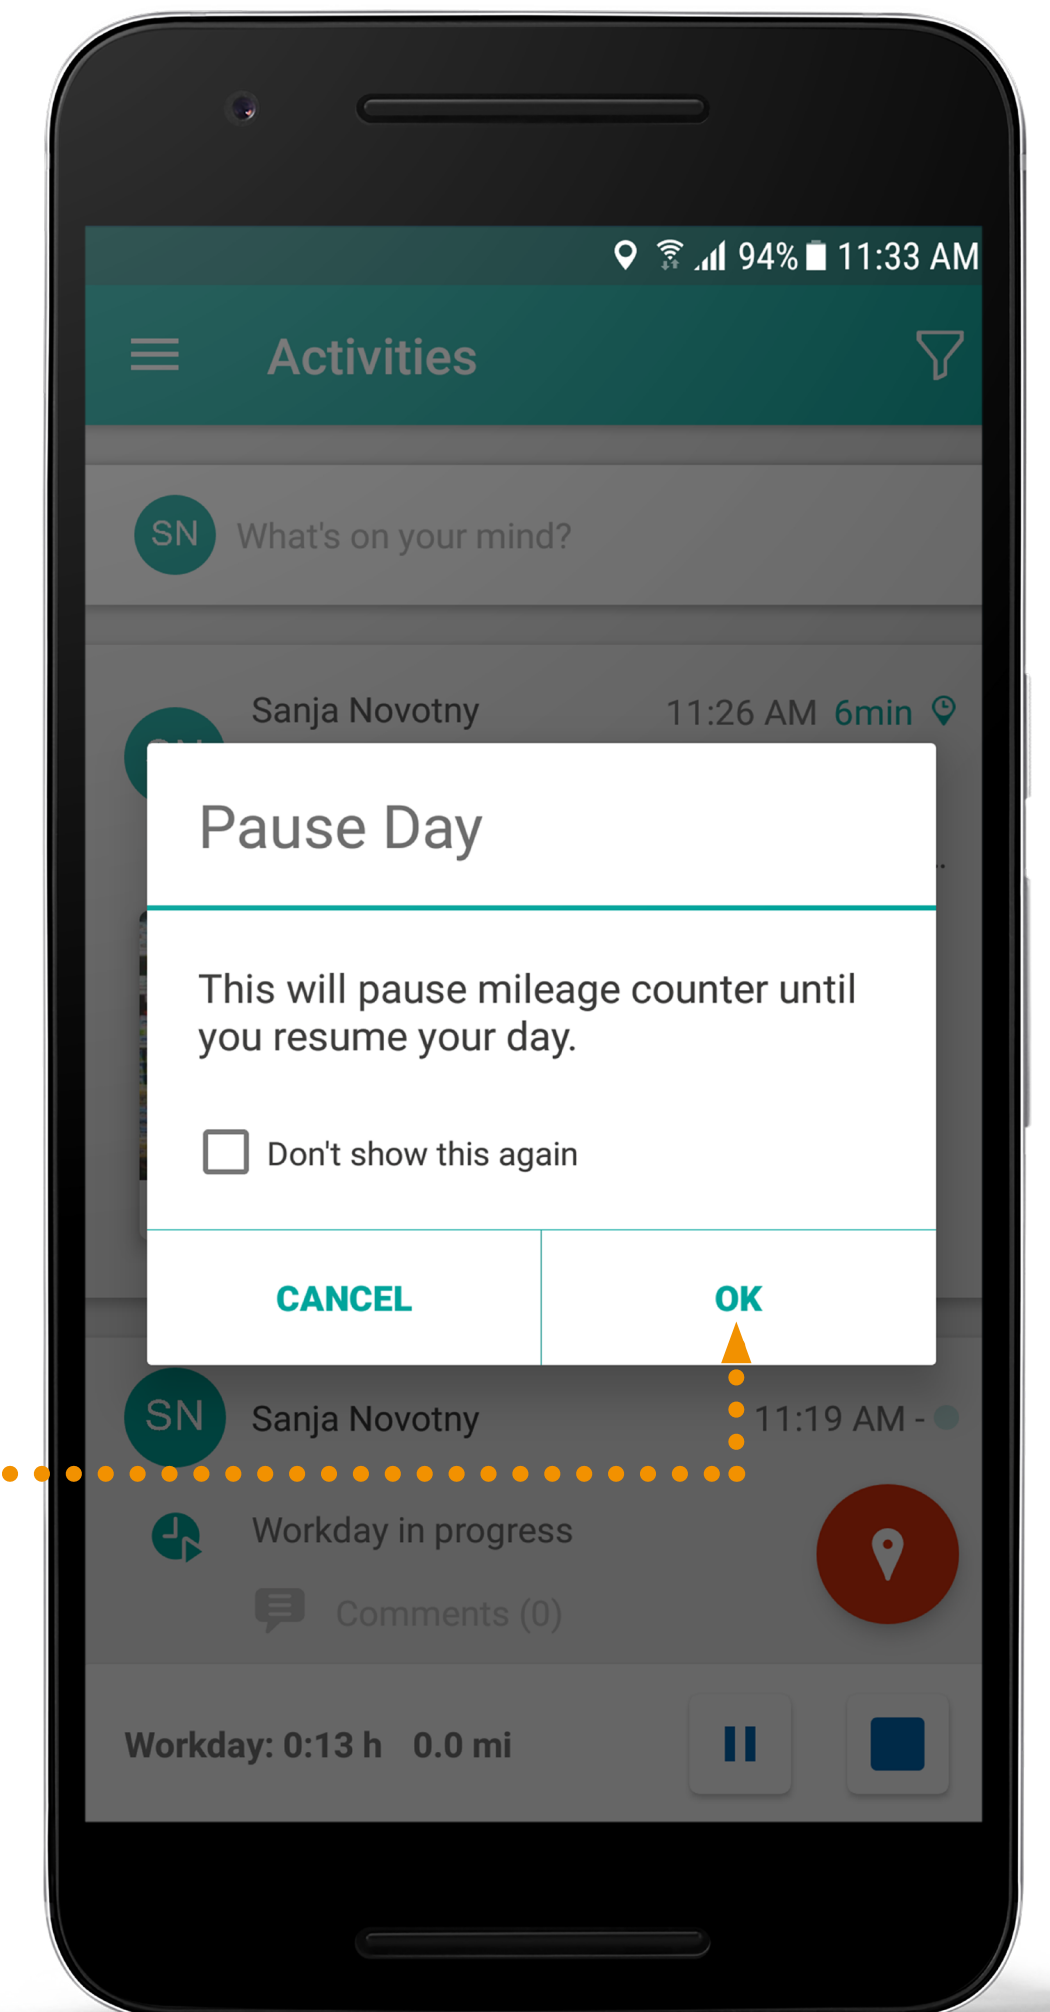 94% 11:33 AM
Activities
SN What's on your mind?
Sanja Novotny 11:26 AM 6min
Pause Day
This will pause mileage counter until
you resume your day.
Don't show this again
CANCEL OK
SN Sanja Novotny 11:19 AM -
Workday in progress
Comments (0)
Workday: 0:13 h 0.0 mi